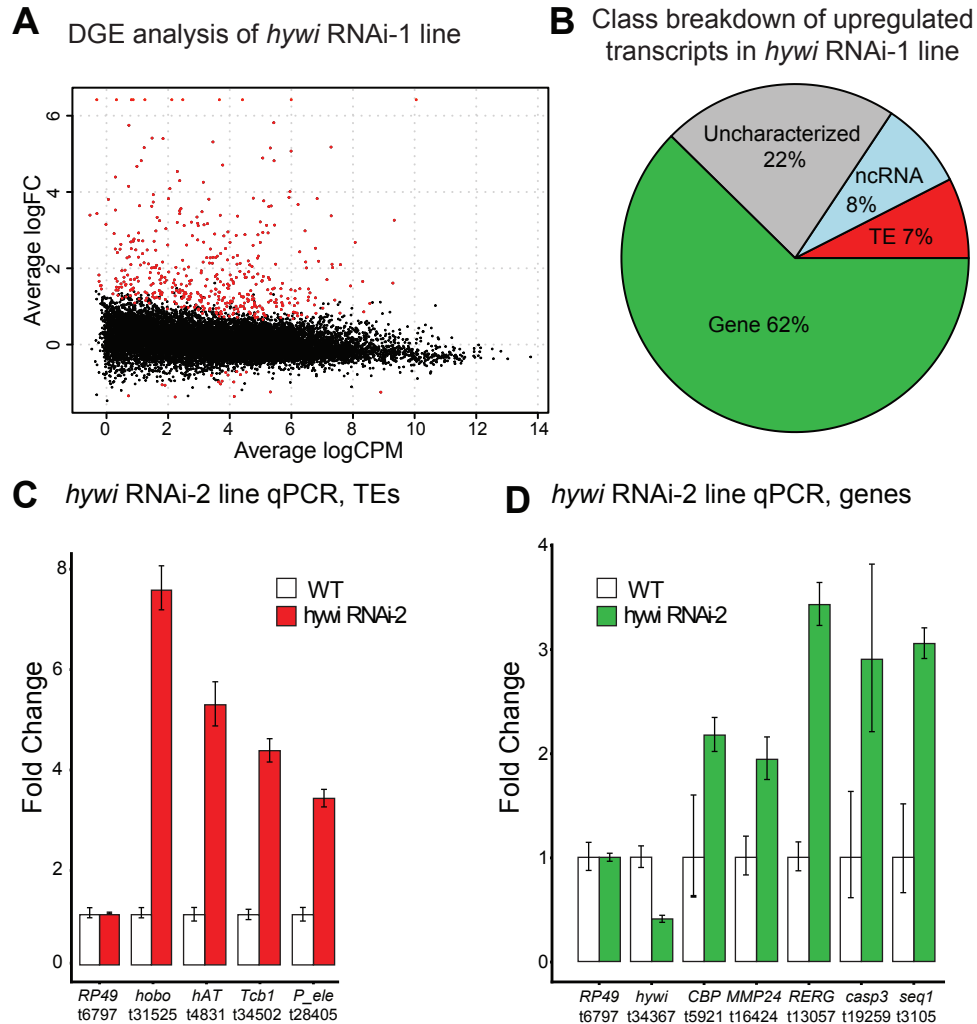 A DGE analysis of hywi RNAi-1 line
Average logFC
6
4
2
0
0 2 4 6 8 10 12 14
Average logCPM
B Class breakdown of upregulated
transcripts in hywi RNAi-1 line
Uncharacterized
22%
ncRNA
8%
TE 7%
Gene 62%
C hywi RNAi-2 line qPCR, TEs
Fold Change
8
6
4
2
0
WT
hywi RNAi-2
RP49 hobo hAT Tcb1 P_ele
t6797 t31525 t4831 t34502 t28405
D hywi RNAi-2 line qPCR, genes
Fold Change
4
3
2
1
0
WT
hywi RNAi-2
RP49 hywi CBP MMP24 RERG casp3 seq1
t6797 t34367 t5921 t16424 t13057 t19259 t3105